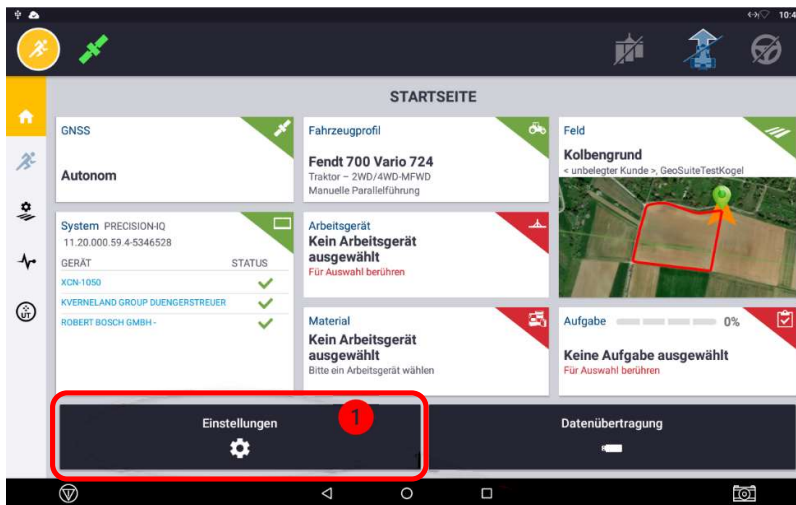 10:4
STARTSEITE
GNSS
Autonom
Fahrzeugprofil
Fendt 700 Vario 724
Traktor – 2WD/4WD-MFWD
Manuelle Parallelführung
Feld
Kolbengrund
< unbelegter Kunde >, GeoSuiteTestKogel
System PRECISION-IQ
11.20.000.59.4-5346528
GERÄT STATUS
XCN-1050
KVERNELAND GROUP DUENGERSTREUER
ROBERT BOSCH GMBH -
Arbeitsgerät
Kein Arbeitsgerät
ausgewählt
Für Auswahl berühren
Material
Kein Arbeitsgerät
ausgewählt
Bitte ein Arbeitsgerät wählen
Aufgabe 0%
Keine Aufgabe ausgewählt
Für Auswahl berühren
UT
Einstellungen
1
Datenübertragung